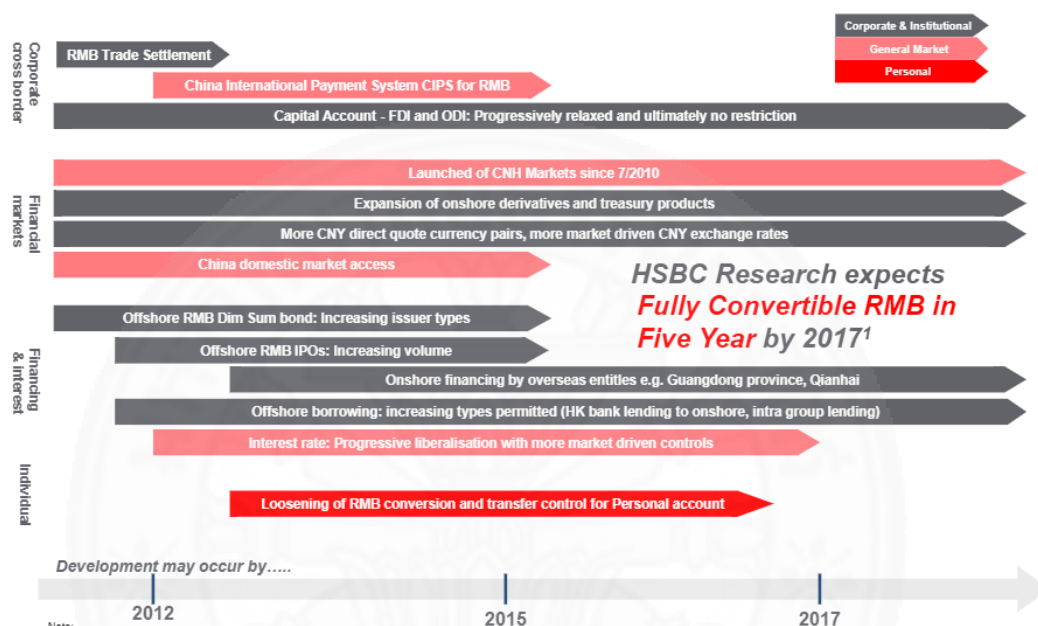 Corporate & Institutional
General Market
Personal
Corporate
cross border
RMB Trade Settlement
China International Payment System CIPS for RMB
Capital Account - FDI and ODI: Progressively relaxed and ultimately no restriction
Financial
markets
Launched of CNH Markets since 7/2010
Expansion of onshore derivatives and treasury products
More CNY direct quote currency pairs, more market driven CNY exchange rates
China domestic market access
HSBC Research expects
Fully Convertible RMB in
Five Year by 2017¹
Financing
& interest
Offshore RMB Dim Sum bond: Increasing issuer types
Offshore RMB IPOs: Increasing volume
Onshore financing by overseas entities e.g. Guangdong province, Qianhai
Offshore borrowing: increasing types permitted (HK bank lending to onshore, intra group lending)
Interest rate: Progressive liberalisation with more market driven controls
Individual
Loosening of RMB conversion and transfer control for Personal account
Development may occur by…..
2012
2015
2017
Note: